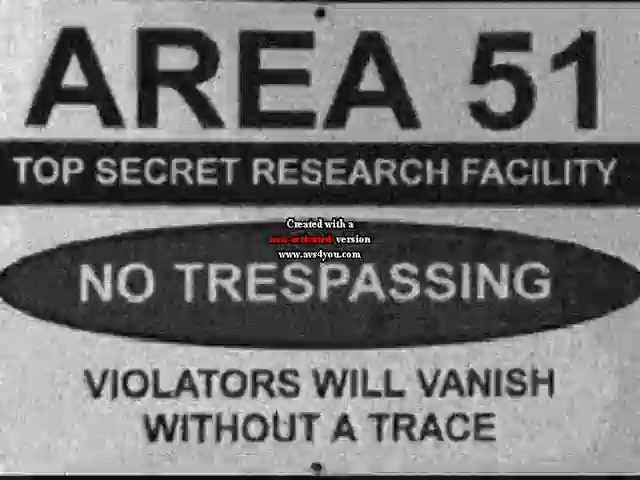 AREA 51
TOP SECRET RESEARCH FACILITY
Created with a
non-activated version
www.avs4you.com
NO TRESPASSING
VIOLATORS WILL VANISH
WITHOUT A TRACE